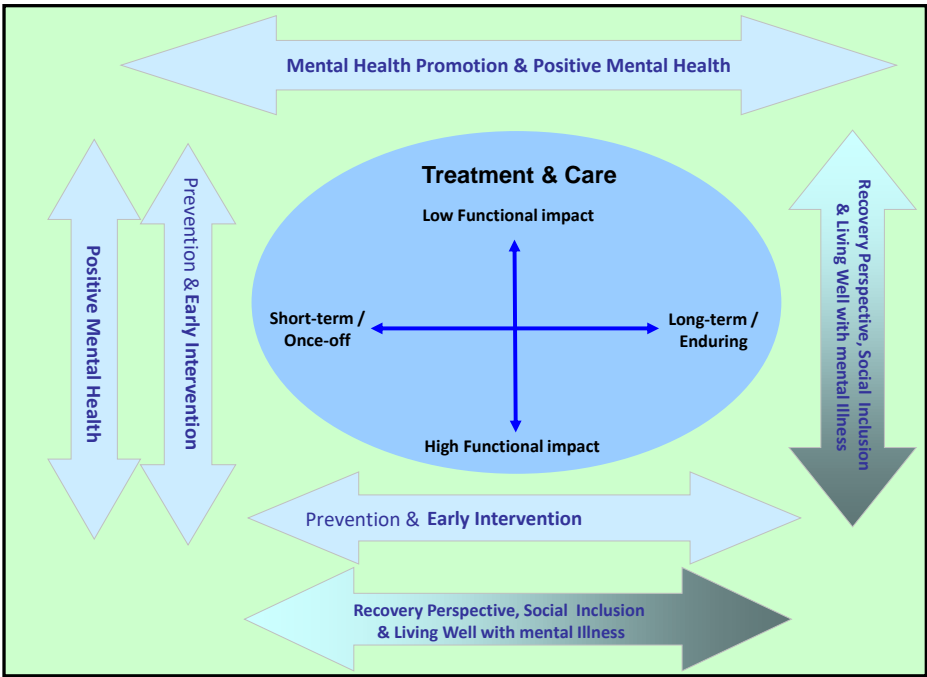 Mental Health Promotion & Positive Mental Health
Positive Mental Health
Prevention & Early Intervention
Treatment & Care
Low Functional impact
Short-term /
Once-off
Long-term /
Enduring
High Functional impact
Recovery Perspective, Social Inclusion
& Living Well with mental Illness
Prevention & Early Intervention
Recovery Perspective, Social Inclusion
& Living Well with mental Illness